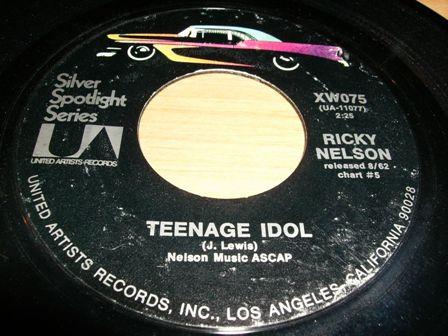 Silver
Spotlight
Series
UA
UNITED ARTISTS RECORDS
XW075
(UA-11077)
2:25
RICKY
NELSON
released 8/62
chart #5
TEENAGE IDOL
(J. Lewis)
Nelson Music ASCAP
UNITED ARTISTS RECORDS, INC., LOS ANGELES, CALIFORNIA 90028